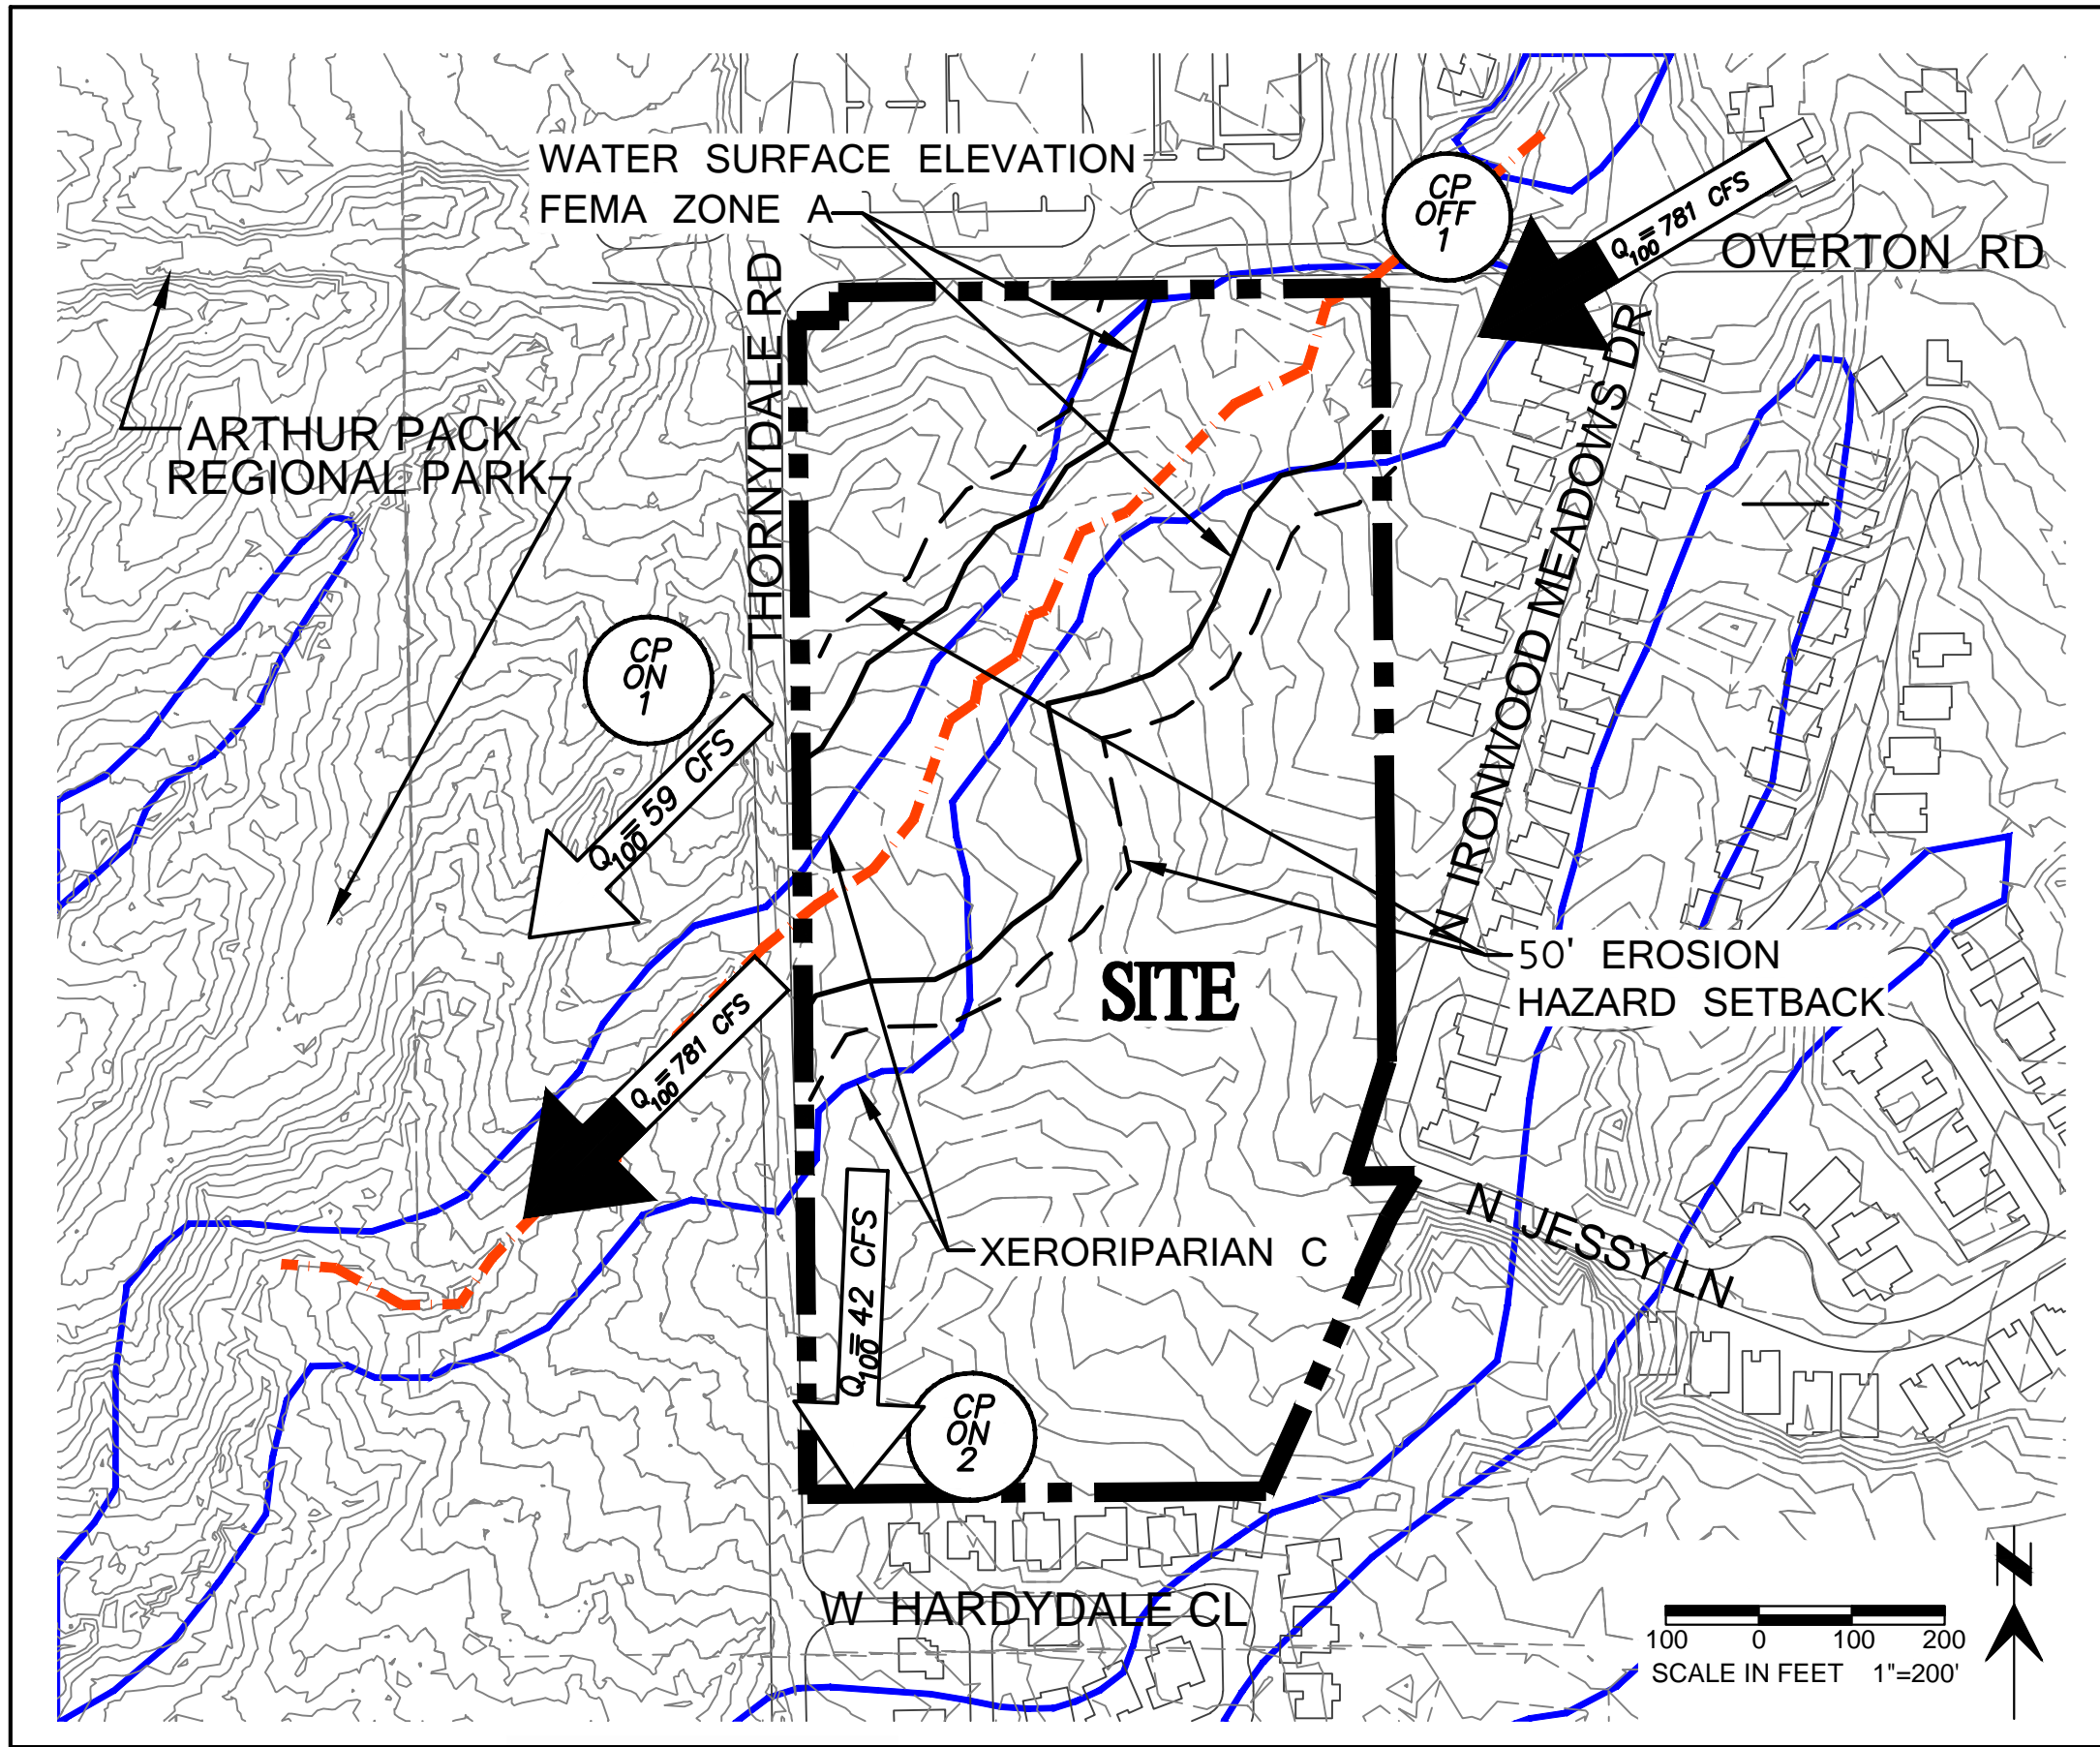 WATER SURFACE ELEVATION
FEMA ZONE A
CP
OFF
1
Q100=781 CFS
OVERTON RD
THORNYDALE RD
N IRONWOOD MEADOWS DR
ARTHUR PACK
REGIONAL PARK
CP
ON
1
Q100=59 CFS
50' EROSION
HAZARD SETBACK
SITE
Q100=781 CFS
N JESSY LN
XERORIPARIAN C
Q100=42 CFS
CP
ON
2
W HARDYDALE CL
N
100 0 100 200
SCALE IN FEET 1"=200'